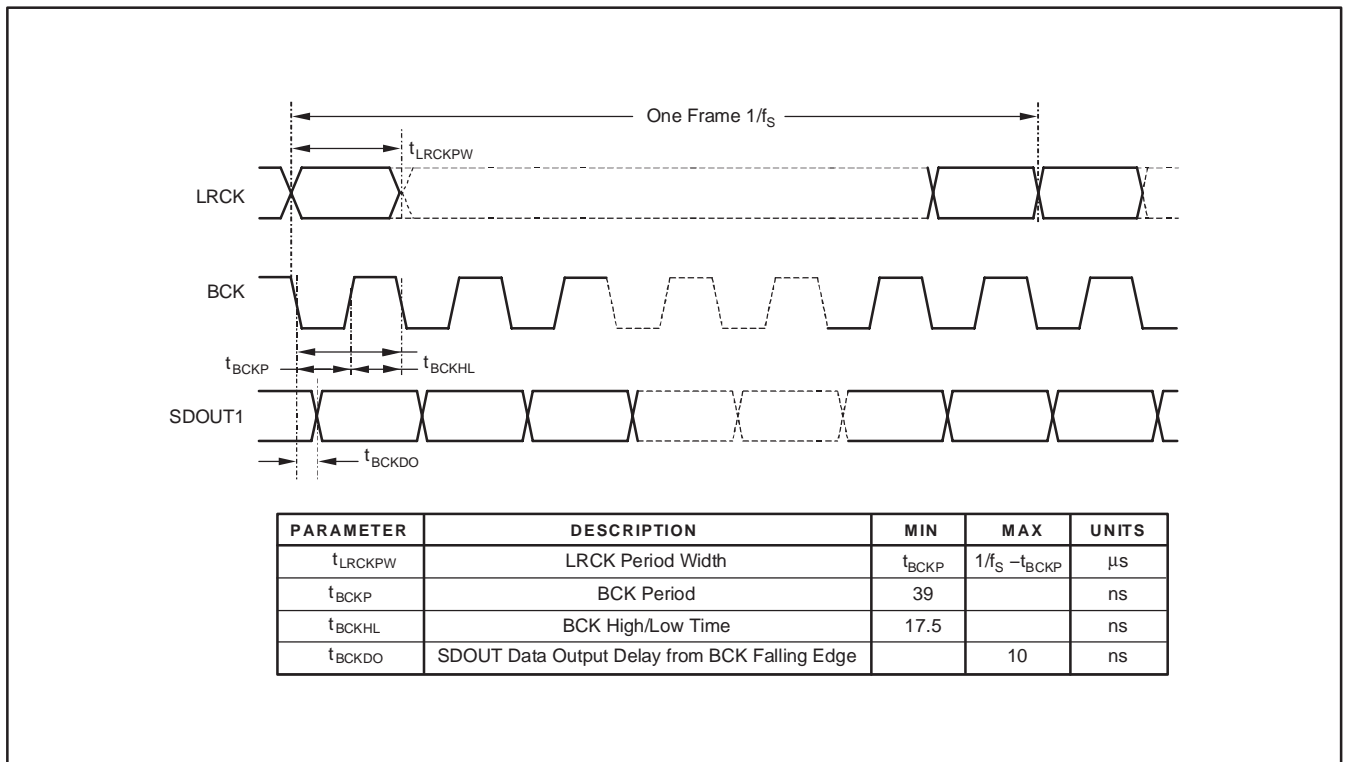 One Frame 1/fS
tLRCKPW
LRCK
BCK
tBCKP
tBCKHL
SDOUT1
tBCKDO
PARAMETER DESCRIPTION MIN MAX UNITS
tLRCKPW LRCK Period Width tBCKP 1/fS −tBCKP μs
tBCKP BCK Period 39 ns
tBCKHL BCK High/Low Time 17.5 ns
tBCKDO SDOUT Data Output Delay from BCK Falling Edge 10 ns